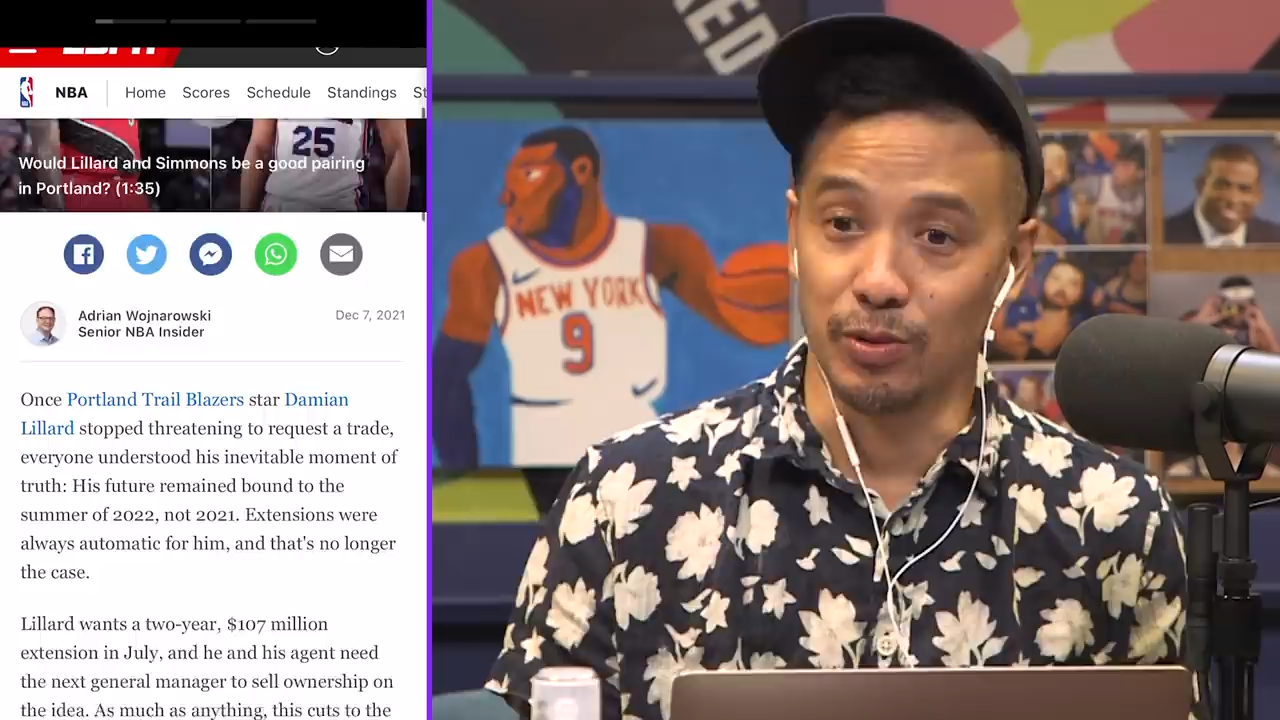 ESPN
NBA
Home
Scores
Schedule
Standings
St
25
Would Lillard and Simmons be a good pairing
in Portland? (1:35)
Adrian Wojnarowski
Senior NBA Insider
Dec 7, 2021
Once Portland Trail Blazers star Damian
Lillard stopped threatening to request a trade,
everyone understood his inevitable moment of
truth: His future remained bound to the
summer of 2022, not 2021. Extensions were
always automatic for him, and that's no longer
the case.
Lillard wants a two-year, $107 million
extension in July, and he and his agent need
the next general manager to sell ownership on
the idea. As much as anything, this cuts to the
KED
NEW YORK
9